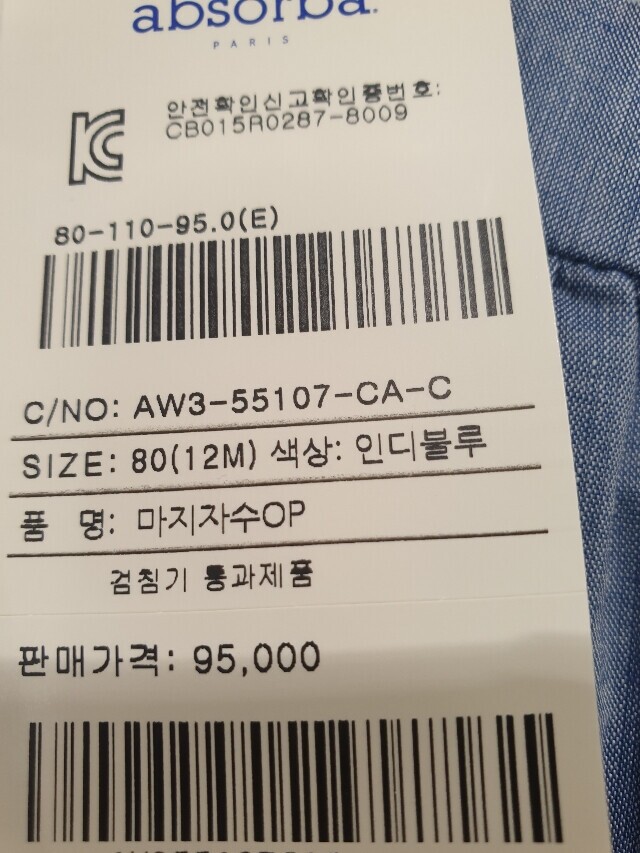 absorba.
PARIS
안전확인신고확인증번호:
CB015R0287-8009
80-110-95.0(E)
C/NO: AW3-55107-CA-C
SIZE: 80(12M) 색상: 인디블루
품 명: 마지자수OP
검침기 통과제품
판매가격: 95,000